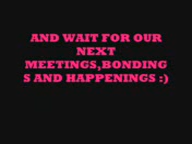 AND WAIT FOR OUR
NEXT
MEETINGS,BONDING
S AND HAPPENINGS :)